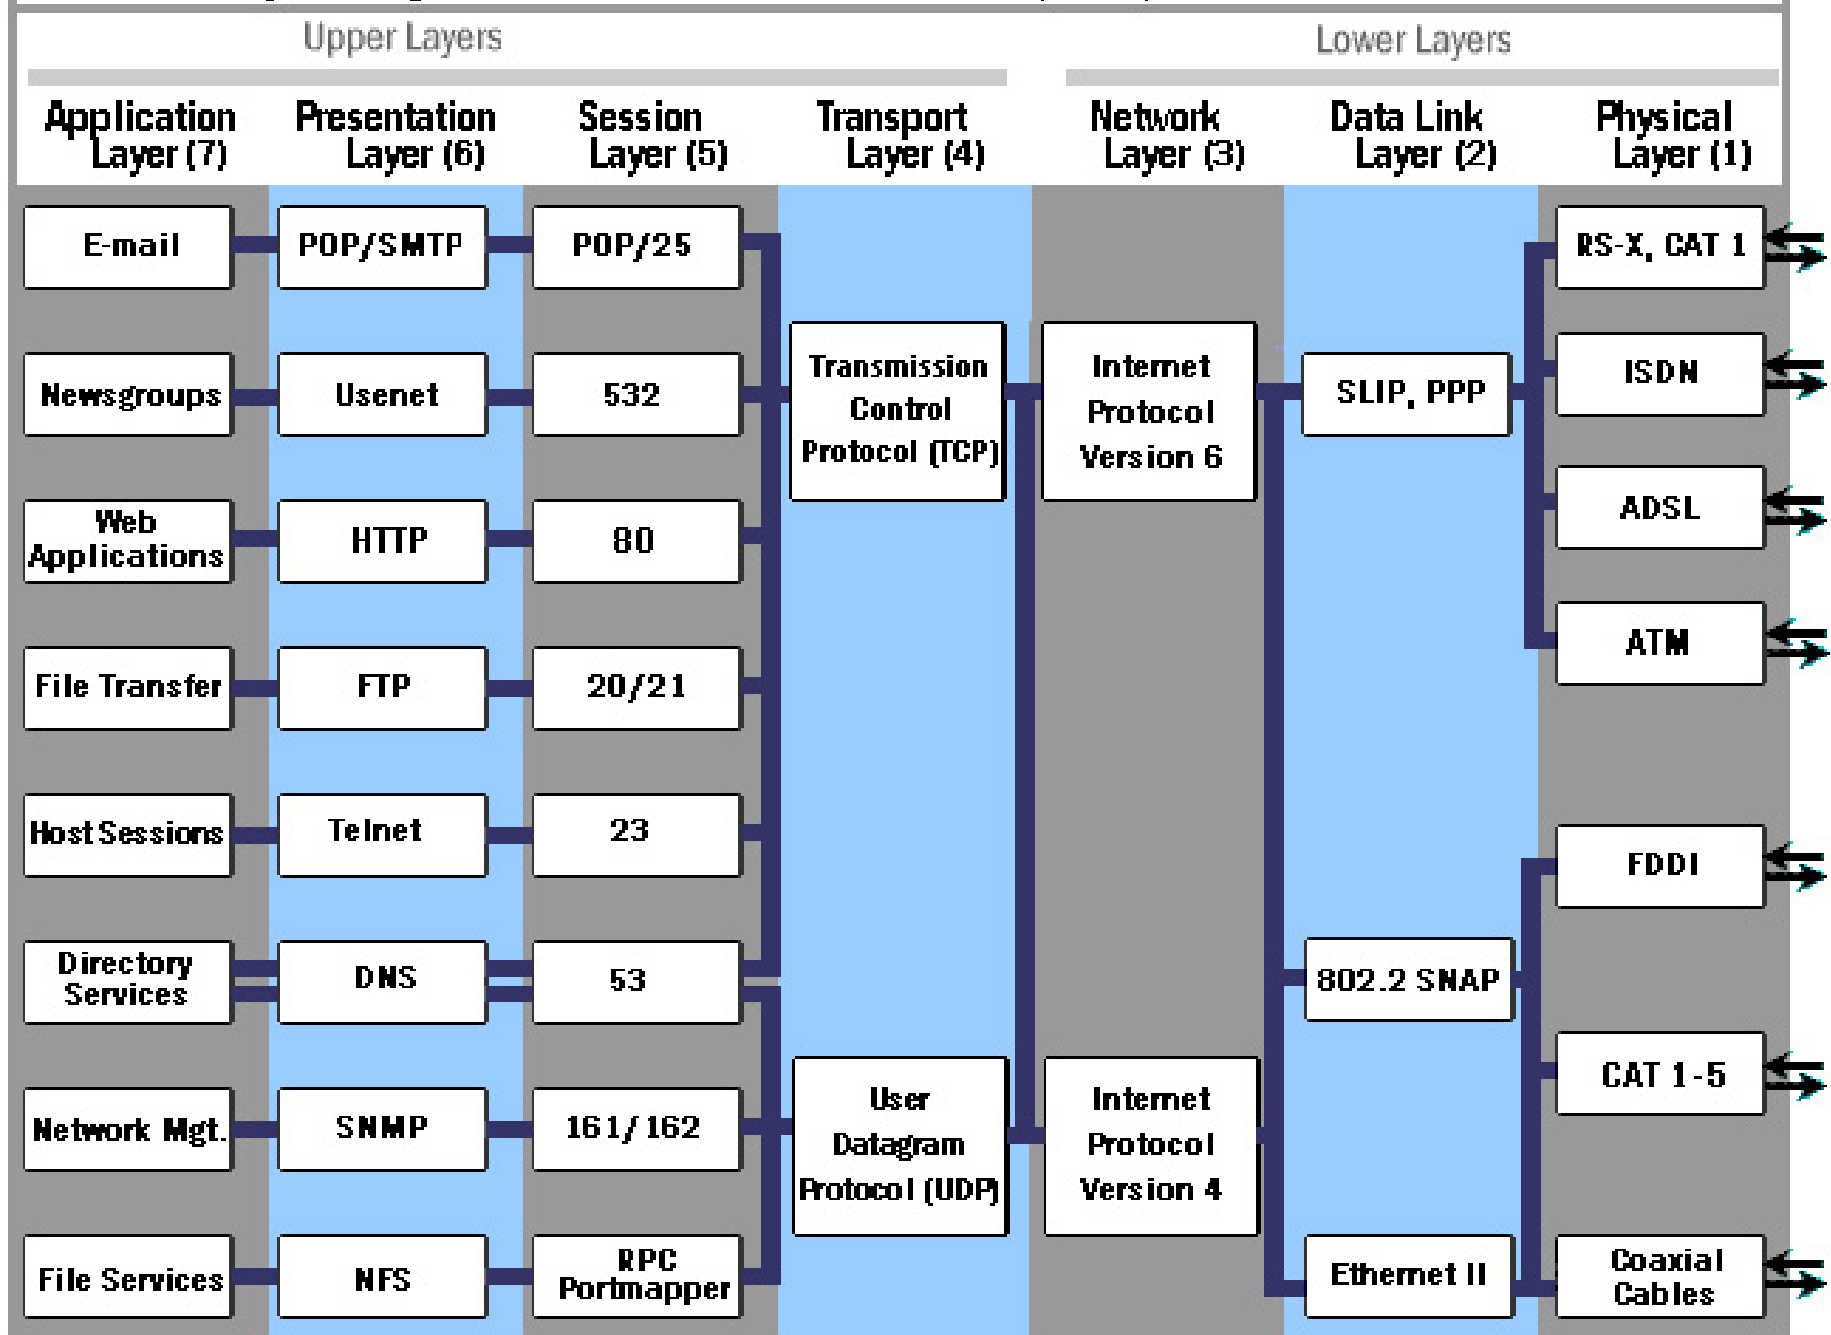 Upper Layers
Lower Layers
Application
Layer (7)
Presentation
Layer (6)
Session
Layer (5)
Transport
Layer (4)
Network
Layer (3)
Data Link
Layer (2)
Physical
Layer (1)
E-mail
POP/SMTP
POP/25
RS-X, CAT 1
Newsgroups
Usenet
532
Transmission
Control
Protocol (TCP)
Internet
Protocol
Version 6
SLIP, PPP
ISDN
Web
Applications
HTTP
80
ADSL
File Transfer
FTP
20/21
ATM
Host Sessions
Telnet
23
FDDI
Directory
Services
DNS
53
802.2 SNAP
Network Mgt.
SNMP
161/162
User
Datagram
Protocol (UDP)
Internet
Protocol
Version 4
CAT 1-5
File Services
NFS
RPC
Portmapper
Ethernet II
Coaxial
Cables